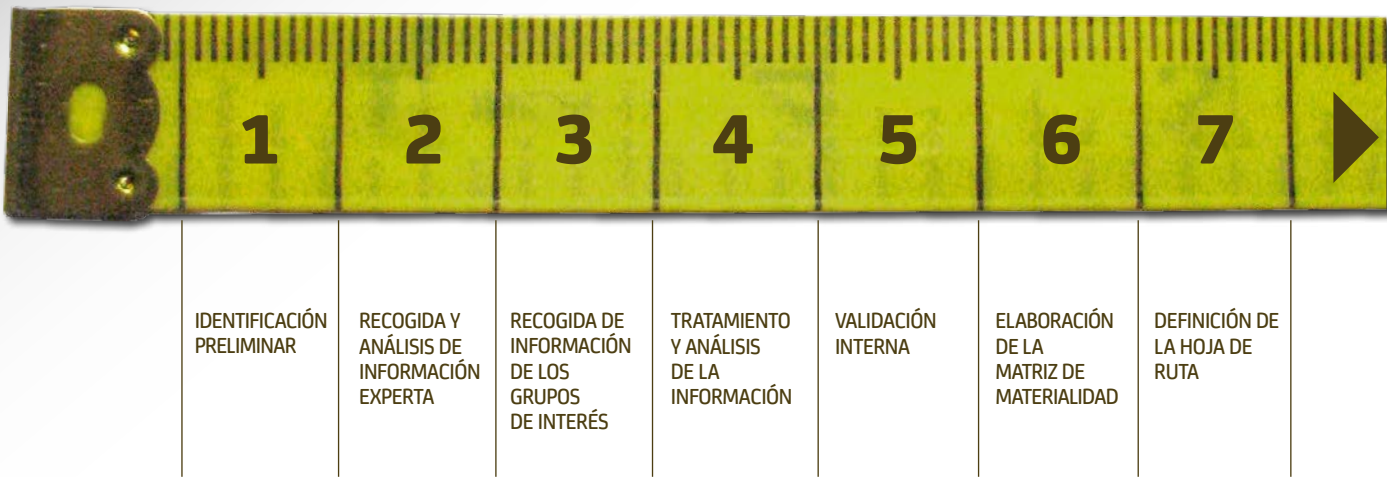 1 2 3 4 5 6 7
IDENTIFICACIÓN
PRELIMINAR
RECOGIDA Y
ANÁLISIS DE
INFORMACIÓN
EXPERTA
RECOGIDA DE
INFORMACIÓN
DE LOS
GRUPOS
DE INTERÉS
TRATAMIENTO
Y ANÁLISIS
DE LA
INFORMACIÓN
VALIDACIÓN
INTERNA
ELABORACIÓN
DE LA
MATRIZ DE
MATERIALIDAD
DEFINICIÓN DE
LA HOJA DE
RUTA